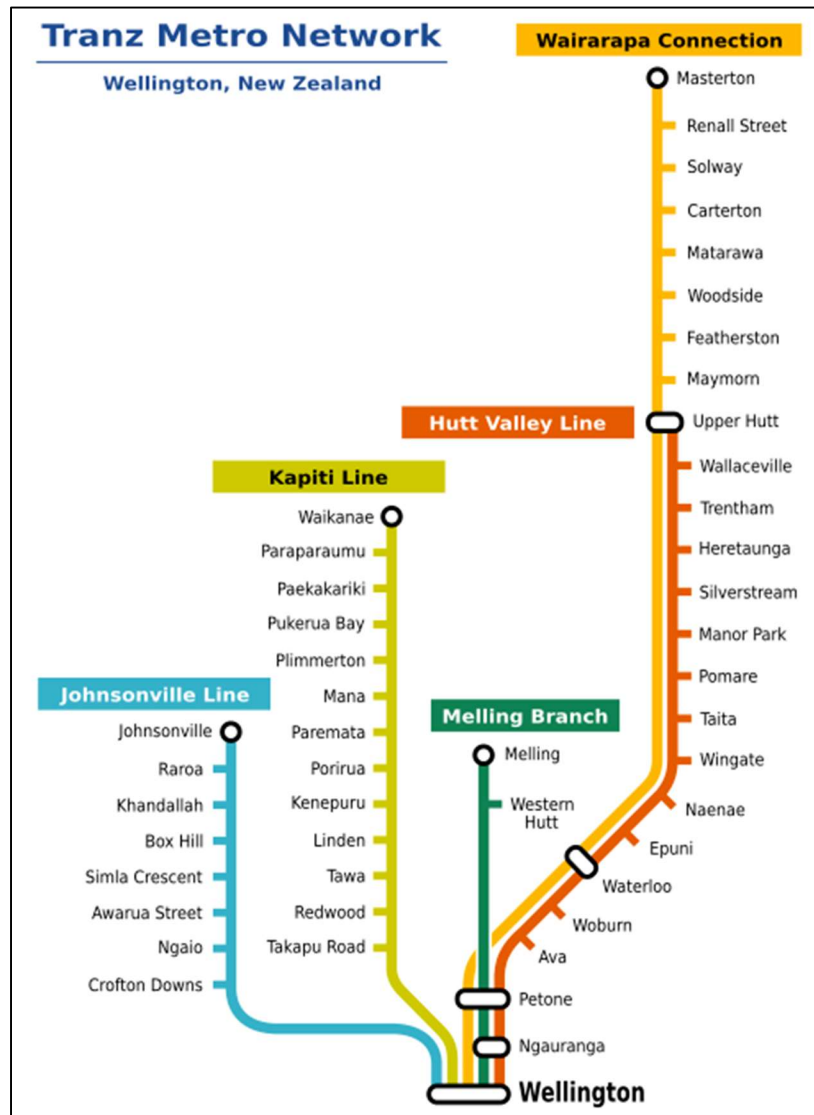 Tranz Metro Network
Wellington, New Zealand
Wairarapa Connection
Masterton
Renall Street
Solway
Carterton
Matarawa
Woodside
Featherston
Maymorn
Hutt Valley Line
Upper Hutt
Wallaceville
Trentham
Heretaunga
Silverstream
Manor Park
Pomare
Taita
Wingate
Naenae
Epuni
Waterloo
Woburn
Ava
Petone
Ngauranga
Wellington
Kapiti Line
Waikanae
Paraparaumu
Paekakariki
Pukerua Bay
Plimmerton
Mana
Paremata
Porirua
Kenepuru
Linden
Tawa
Redwood
Takapu Road
Johnsonville Line
Johnsonville
Raroa
Khandallah
Box Hill
Simla Crescent
Awarua Street
Ngaio
Crofton Downs
Melling Branch
Melling
Western
Hutt